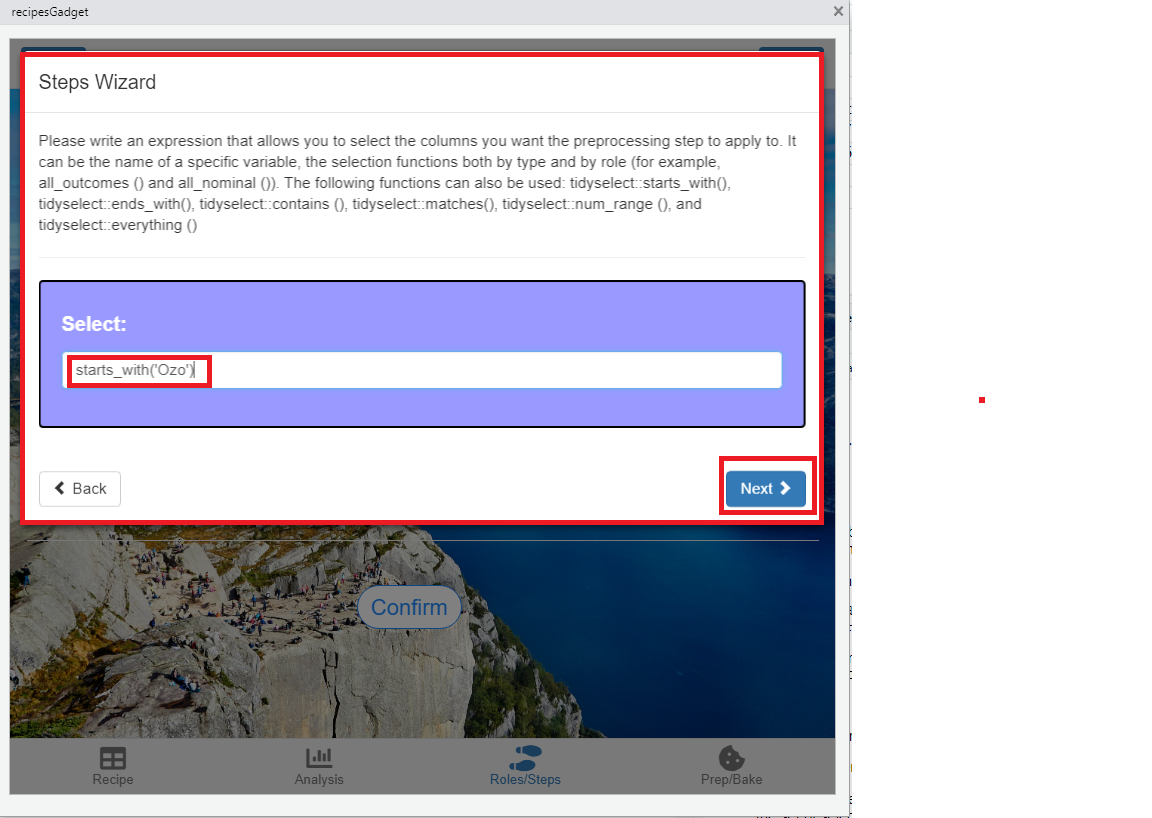 recipesGadget
Steps Wizard
Please write an expression that allows you to select the columns you want the preprocessing step to apply to. It
can be the name of a specific variable, the selection functions both by type and by role (for example,
all_outcomes () and all_nominal ()). The following functions can also be used: tidyselect::starts_with(),
tidyselect::ends_with(), tidyselect::contains (), tidyselect::matches(), tidyselect::num_range (), and
tidyselect::everything ()
Select:
starts_with('Ozo')
Back
Next
Confirm
Recipe
Analysis
Roles/Steps
Prep/Bake